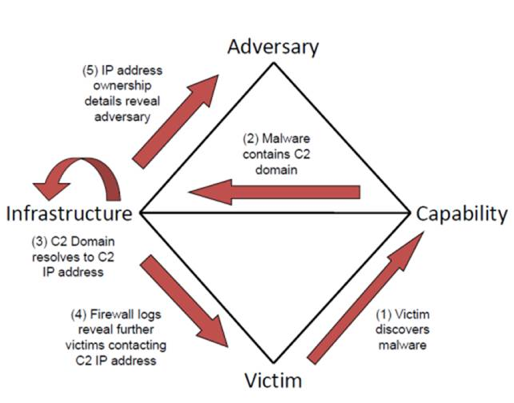 Adversary
(5) IP address
ownership
details reveal
adversary
(2) Malware
contains C2
domain
Infrastructure
Capability
(3) C2 Domain
resolves to C2
IP address
(4) Firewall logs
reveal further
victims contacting
C2 IP address
(1) Victim
discovers
malware
Victim